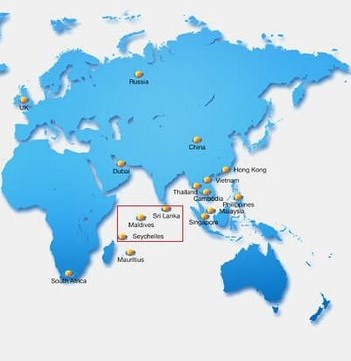 Russia
UK
China
Dubai
Hong Kong
Vietnam
Thailand
Cambodia
Philippines
Sri Lanka
Malaysia
Maldives
Singapore
Seychelles
Mauritius
South Africa